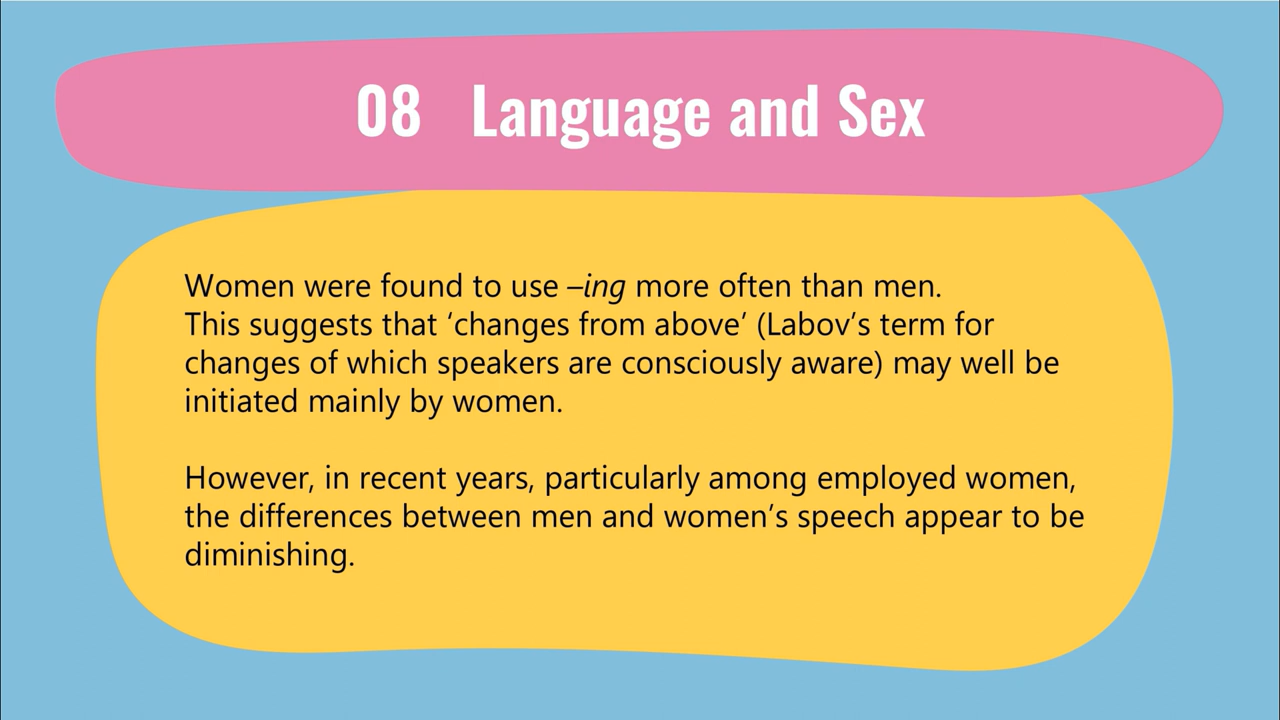 08 Language and Sex
Women were found to use –ing more often than men.
This suggests that ‘changes from above’ (Labov’s term for
changes of which speakers are consciously aware) may well be
initiated mainly by women.
However, in recent years, particularly among employed women,
the differences between men and women’s speech appear to be
diminishing.